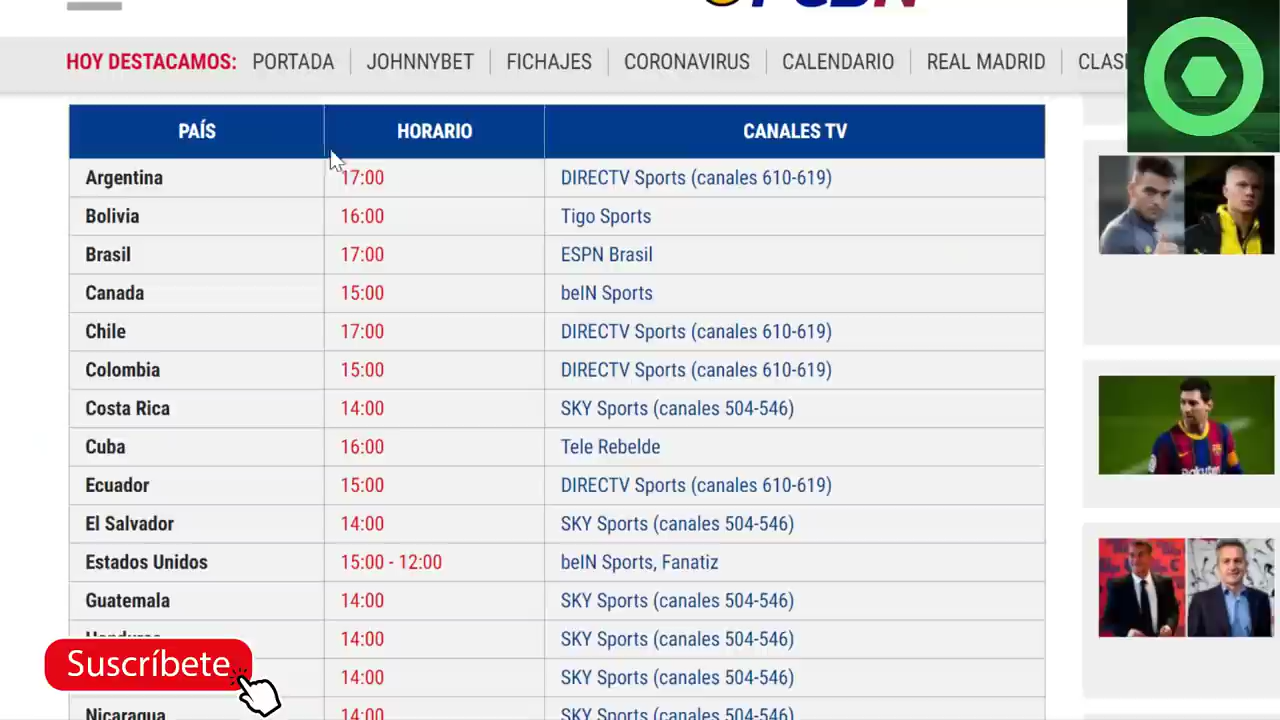 HOY DESTACAMOS: PORTADA JOHNNYBET FICHAJES CORONAVIRUS CALENDARIO REAL MADRID
PAÍS HORARIO CANALES TV
Argentina 17:00 DIRECTV Sports (canales 610-619)
Bolivia 16:00 Tigo Sports
Brasil 17:00 ESPN Brasil
Canada 15:00 beIN Sports
Chile 17:00 DIRECTV Sports (canales 610-619)
Colombia 15:00 DIRECTV Sports (canales 610-619)
Costa Rica 14:00 SKY Sports (canales 504-546)
Cuba 16:00 Tele Rebelde
Ecuador 15:00 DIRECTV Sports (canales 610-619)
El Salvador 14:00 SKY Sports (canales 504-546)
Estados Unidos 15:00 - 12:00 beIN Sports, Fanatiz
Guatemala 14:00 SKY Sports (canales 504-546)
Honduras 14:00 SKY Sports (canales 504-546)
Suscríbete
14:00 SKY Sports (canales 504-546)
Nicaragua 14:00 SKY Sports (canales 504-546)